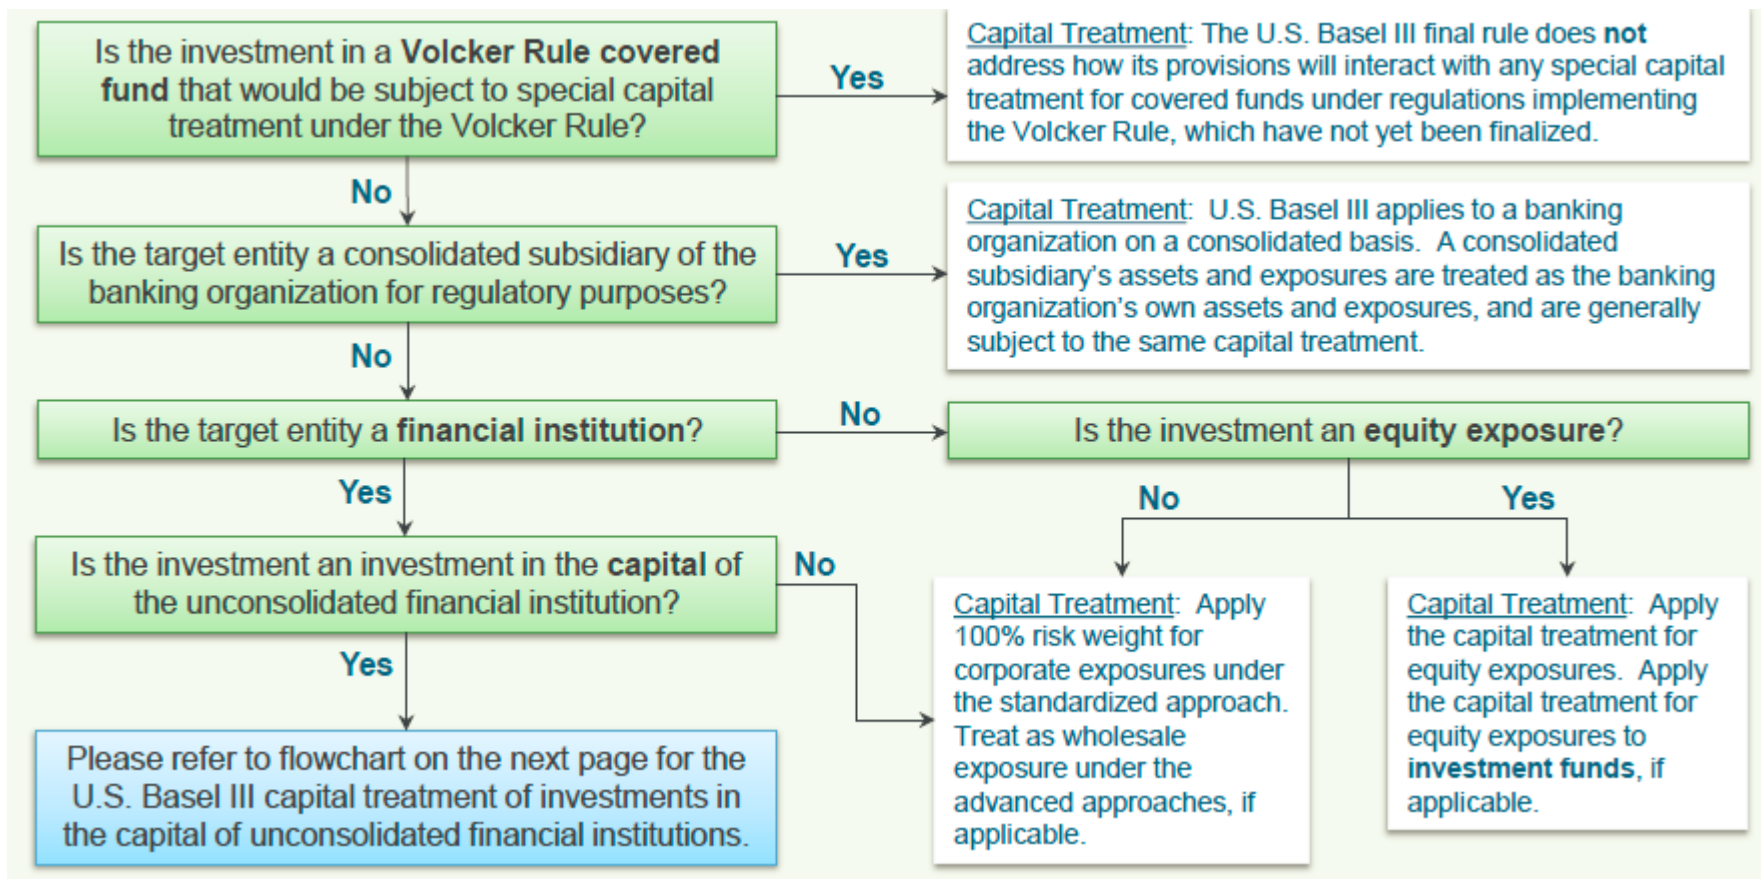 Is the investment in a Volcker Rule covered
fund that would be subject to special capital
treatment under the Volcker Rule?
Yes
Capital Treatment: The U.S. Basel III final rule does not
address how its provisions will interact with any special capital
treatment for covered funds under regulations implementing
the Volcker Rule, which have not yet been finalized.
No
Is the target entity a consolidated subsidiary of the
banking organization for regulatory purposes?
Yes
Capital Treatment: U.S. Basel III applies to a banking
organization on a consolidated basis. A consolidated
subsidiary's assets and exposures are treated as the banking
organization's own assets and exposures, and are generally
subject to the same capital treatment.
No
Is the target entity a financial institution?
No
Is the investment an equity exposure?
Yes
No
Yes
Is the investment an investment in the capital of
the unconsolidated financial institution?
No
Capital Treatment: Apply
100% risk weight for
corporate exposures under
the standardized approach.
Treat as wholesale
exposure under the
advanced approaches, if
applicable.
Capital Treatment: Apply
the capital treatment for
equity exposures. Apply
the capital treatment for
equity exposures to
investment funds, if
applicable.
Yes
Please refer to flowchart on the next page for the
U.S. Basel III capital treatment of investments in
the capital of unconsolidated financial institutions.